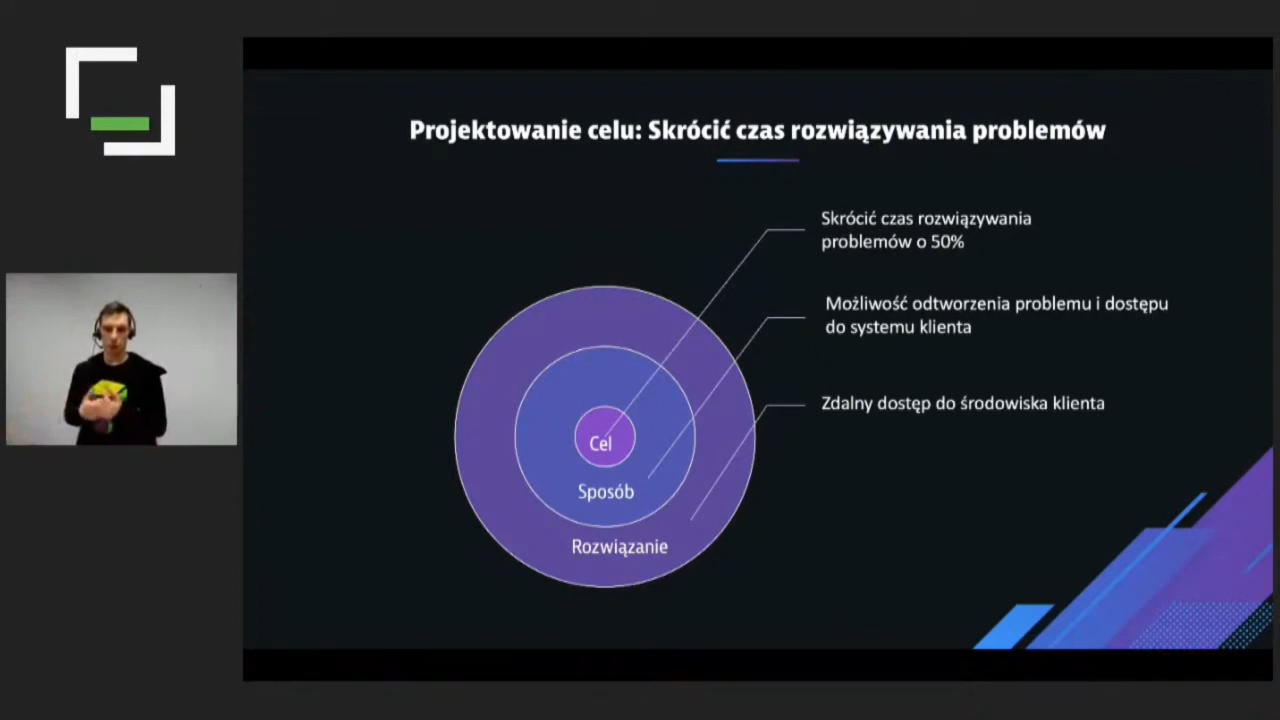 Projektowanie celu: Skrócić czas rozwiązywania problemów
Skrócić czas rozwiązywania
problemów o 50%
Możliwość odtworzenia problemu i dostępu
do systemu klienta
Zdalny dostęp do środowiska klienta
Cel
Sposób
Rozwiązanie